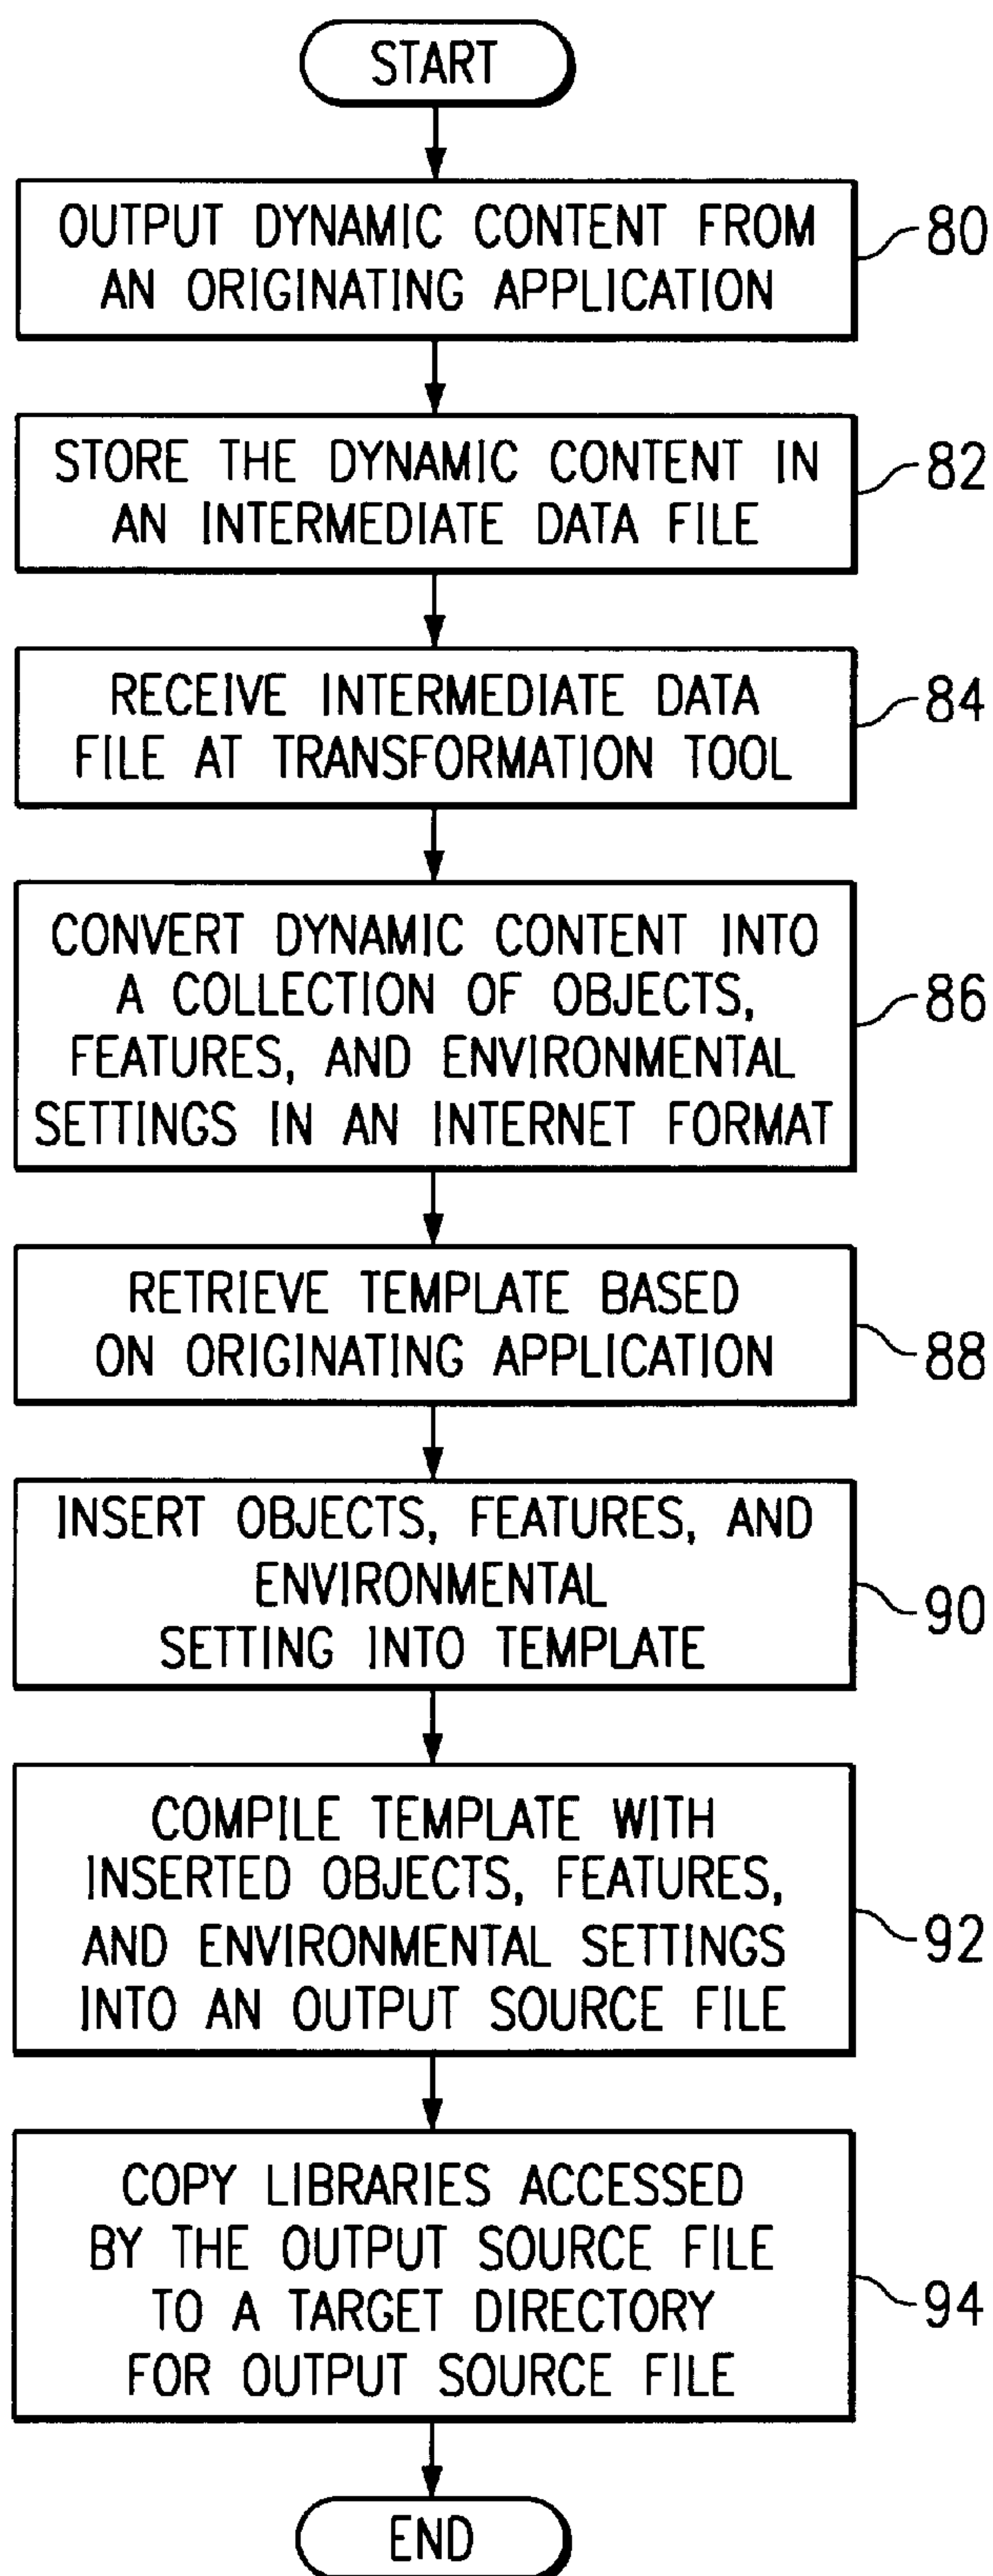 START
OUTPUT DYNAMIC CONTENT FROM
AN ORIGINATING APPLICATION
80
STORE THE DYNAMIC CONTENT IN
AN INTERMEDIATE DATA FILE
82
RECEIVE INTERMEDIATE DATA
FILE AT TRANSFORMATION TOOL
84
CONVERT DYNAMIC CONTENT INTO
A COLLECTION OF OBJECTS,
FEATURES, AND ENVIRONMENTAL
SETTINGS IN AN INTERNET FORMAT
86
RETRIEVE TEMPLATE BASED
ON ORIGINATING APPLICATION
88
INSERT OBJECTS, FEATURES, AND
ENVIRONMENTAL
SETTING INTO TEMPLATE
90
COMPILE TEMPLATE WITH
INSERTED OBJECTS, FEATURES,
AND ENVIRONMENTAL SETTINGS
INTO AN OUTPUT SOURCE FILE
92
COPY LIBRARIES ACCESSED
BY THE OUTPUT SOURCE FILE
TO A TARGET DIRECTORY
FOR OUTPUT SOURCE FILE
94
END